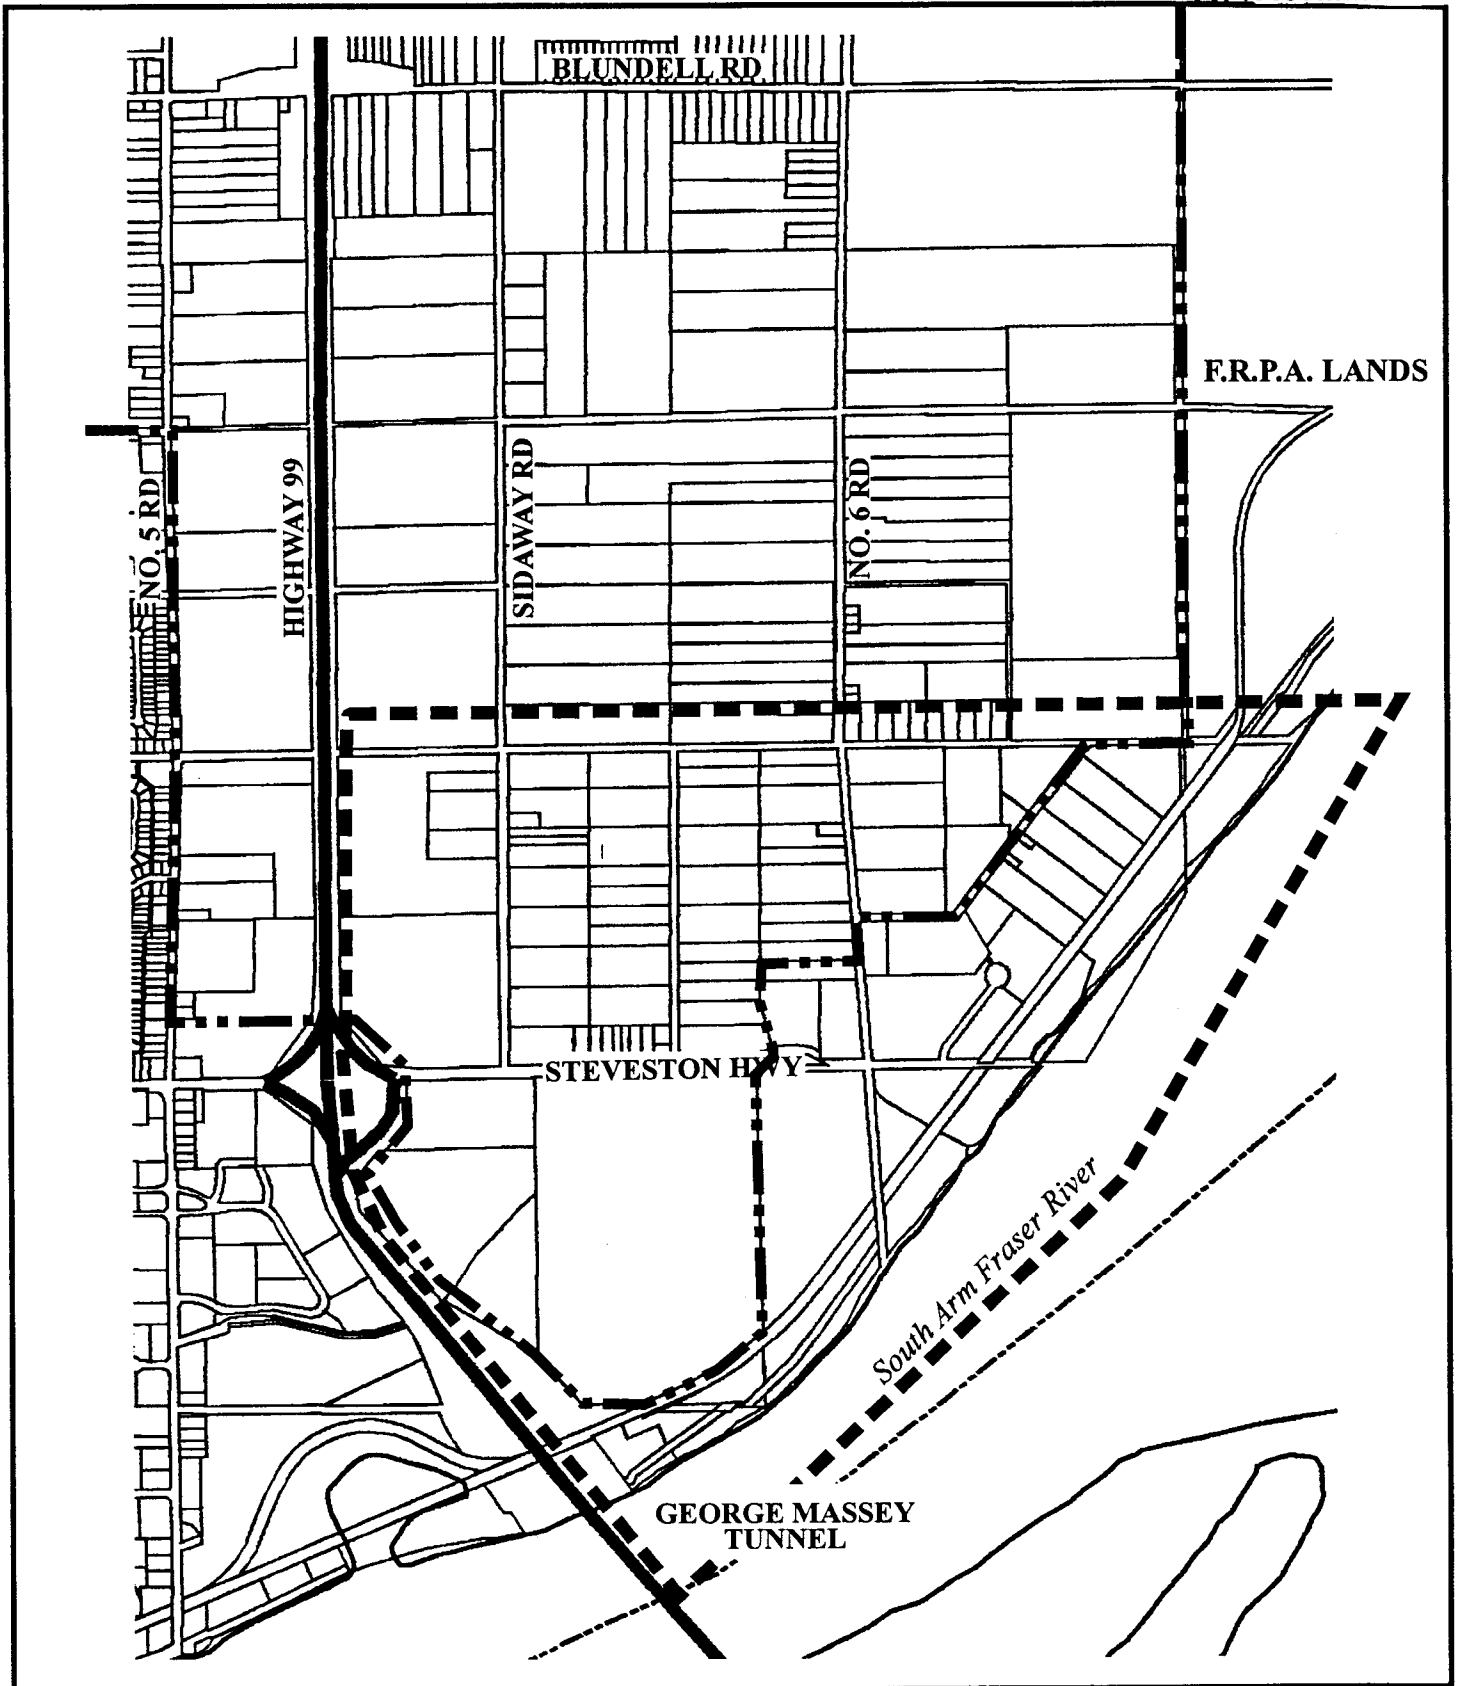 BLUNDELL RD
F.R.P.A. LANDS
NO. 5 RD
HIGHWAY 99
SIDAWAY RD
NO. 6 RD
STEVESTON HWY
South Arm Fraser River
GEORGE MASSEY
TUNNEL